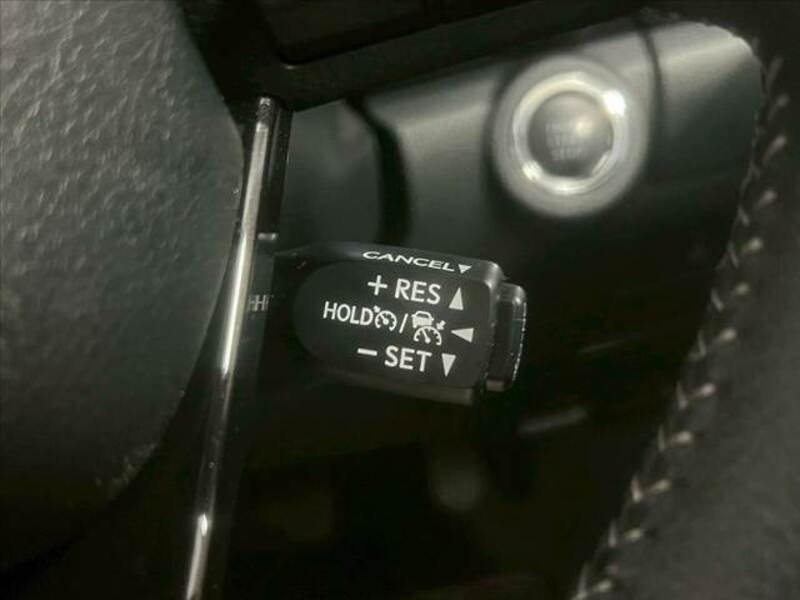 CANCEL▼
+ RES ▲
HOLD / ◀
− SET ▼